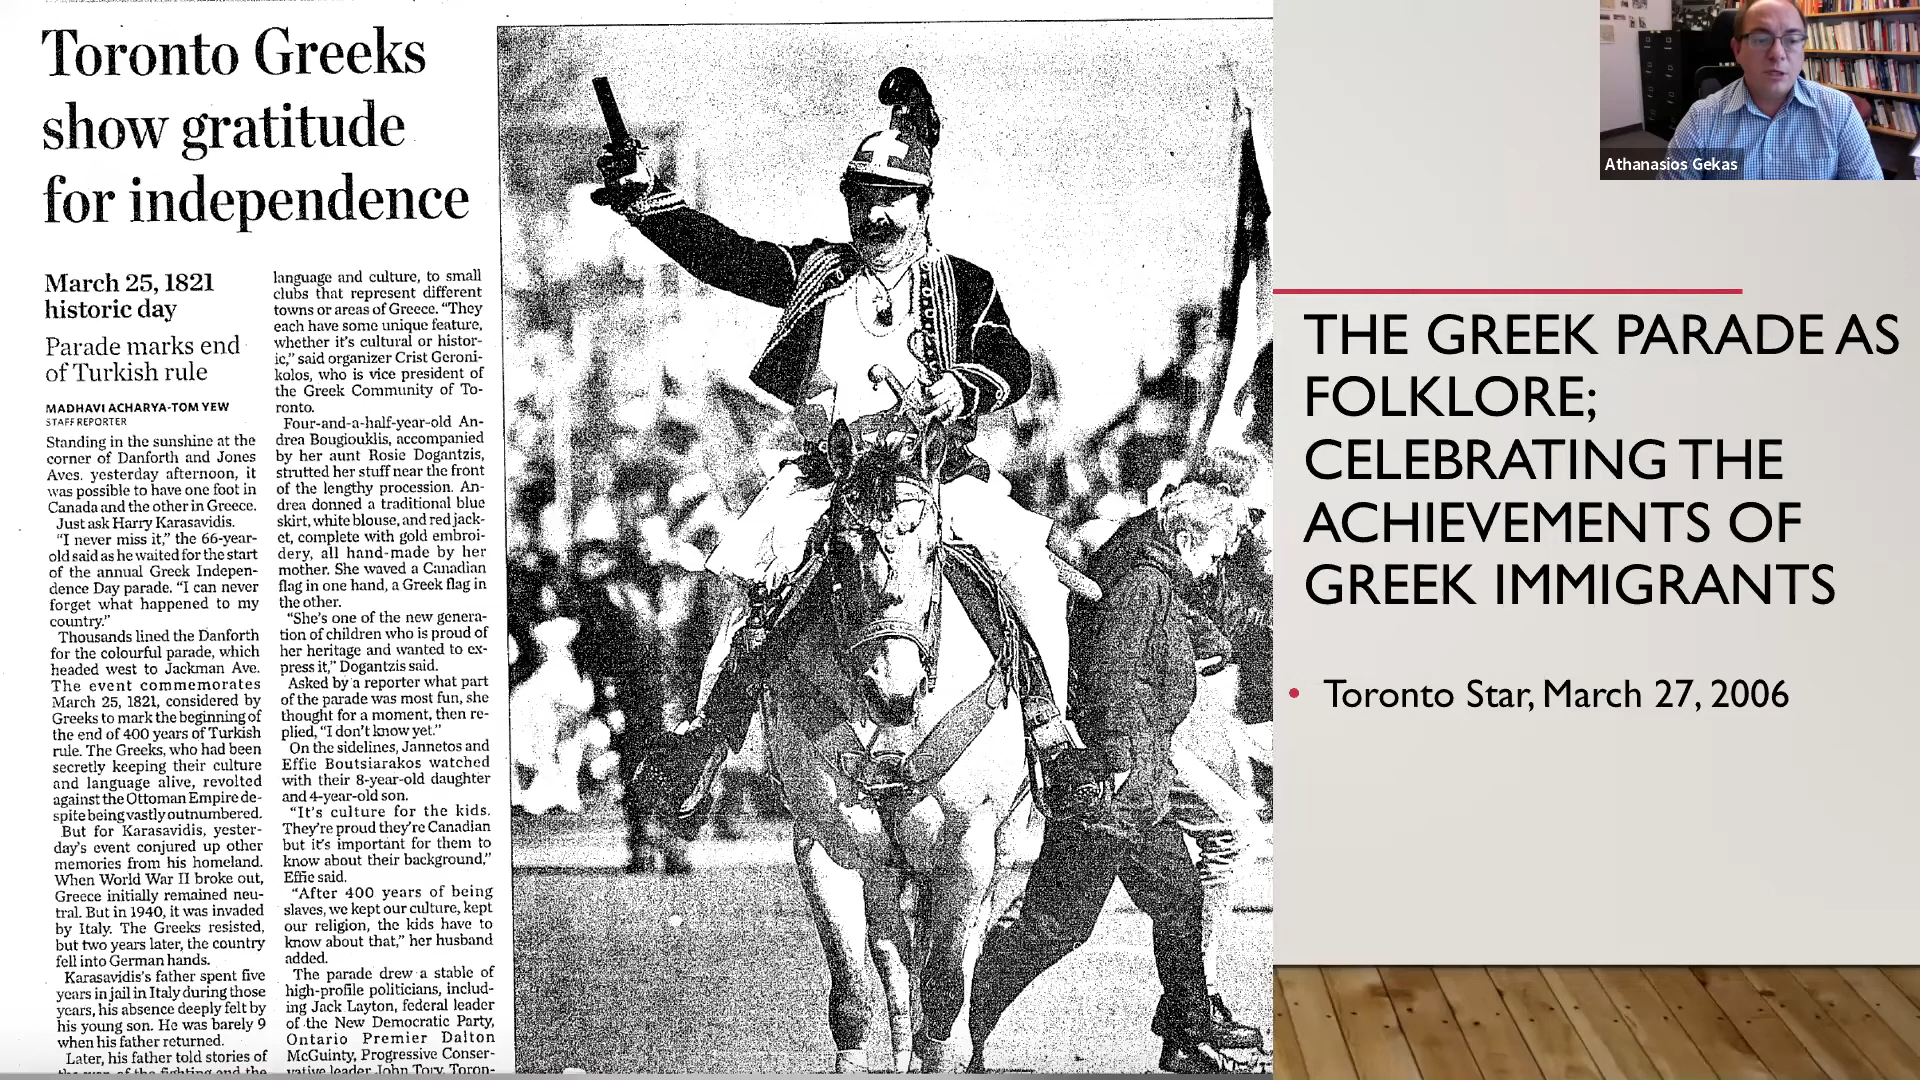 Toronto Greeks
show gratitude
for independence
March 25, 1821
historic day
Parade marks end
of Turkish rule
MADHAVI ACHARYA-TOM YEW
STAFF REPORTER
Standing in the sunshine at the
corner of Danforth and Jones
Aves. yesterday afternoon, it
was possible to have one foot in
Canada and the other in Greece.
Just ask Harry Karasavidis.
"I never miss it," the 66-year-
old said as he waited for the start
of the annual Greek Indepen-
dence Day parade. "I can never
forget what happened to my
country."
Thousands lined the Danforth
for the colourful parade, which
headed west to Jackman Ave.
The event commemorates
March 25, 1821, considered by
Greeks to mark the beginning of
the end of 400 years of Turkish
rule. The Greeks, who had been
secretly keeping their culture
and language alive, revolted
against the Ottoman Empire de-
spite being vastly outnumbered.
But for Karasavidis, yester-
day's event conjured up other
memories from his homeland.
When World War II broke out,
Greece initially remained neu-
tral. But in 1940, it was invaded
by Italy. The Greeks resisted,
but two years later, the country
fell into German hands.
Karasavidis's father spent five
years in jail in Italy during those
years, his absence deeply felt by
his young son. He was barely 9
when his father returned.
Later, his father told stories of
the war, of the fighting and the
language and culture, to small
clubs that represent different
towns or areas of Greece. "They
each have some unique feature,
whether it's cultural or histor-
ic," said organizer Crist Geroni-
kolos, who is vice president of
the Greek Community of To-
ronto.
Four-and-a-half-year-old An-
drea Bougiouklis, accompanied
by her aunt Rosie Dogantzis,
strutted her stuff near the front
of the lengthy procession. An-
drea donned a traditional blue
skirt, white blouse, and red jack-
et, complete with gold embroi-
dery, all hand-made by her
mother. She waved a Canadian
flag in one hand, a Greek flag in
the other.
"She's one of the new genera-
tion of children who is proud of
her heritage and wanted to ex-
press it," Dogantzis said.
Asked by a reporter what part
of the parade was most fun, she
thought for a moment, then re-
plied, "I don't know yet."
On the sidelines, Jannetos and
Effie Boutsiarakos watched
with their 8-year-old daughter
and 4-year-old son.
"It's culture for the kids.
They're proud they're Canadian
but it's important for them to
know about their background,"
Effie said.
"After 400 years of being
slaves, we kept our culture, kept
our religion, the kids have to
know about that," her husband
added.
The parade drew a stable of
high-profile politicians, includ-
ing Jack Layton, federal leader
of the New Democratic Party,
Ontario Premier Dalton
McGuinty, Progressive Conser-
vative leader John Tory, Toron-
Athanasios Gekas
THE GREEK PARADE AS
FOLKLORE;
CELEBRATING THE
ACHIEVEMENTS OF
GREEK IMMIGRANTS
• Toronto Star, March 27, 2006